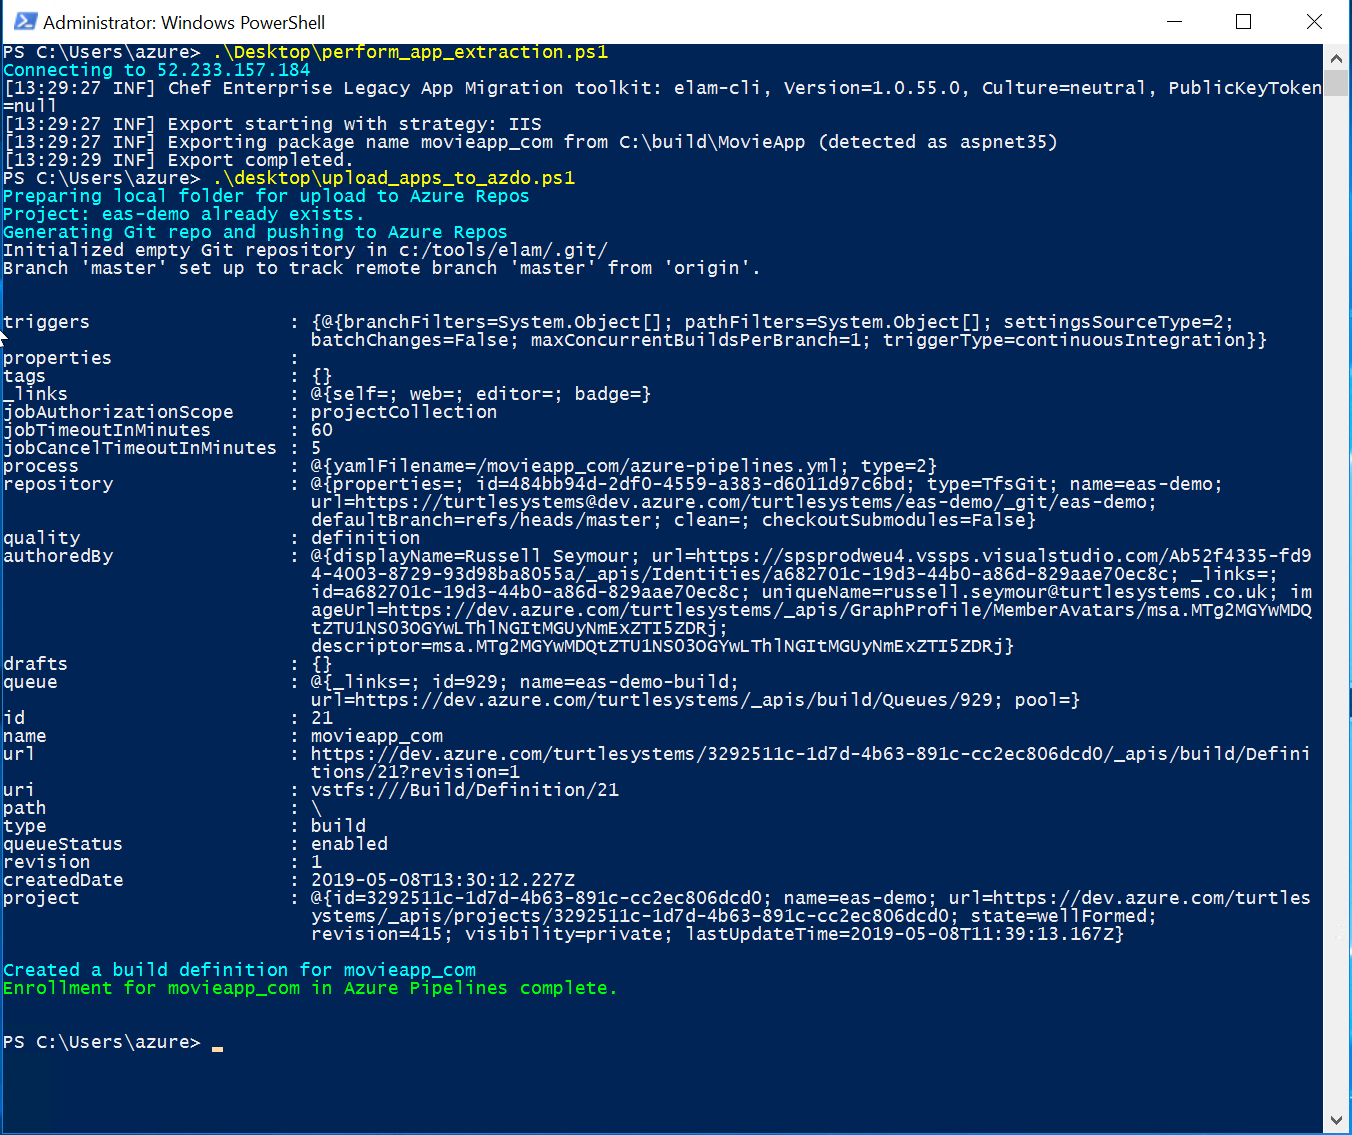 Administrator: Windows PowerShell
PS C:\Users\azure> .\Desktop\perform_app_extraction.ps1
Connecting to 52.233.157.184
[13:29:27 INF] Chef Enterprise Legacy App Migration toolkit: elam-cli, Version=1.0.55.0, Culture=neutral, PublicKeyToken
=null
[13:29:27 INF] Export starting with strategy: IIS
[13:29:27 INF] Exporting package name movieapp_com from C:\build\MovieApp (detected as aspnet35)
[13:29:29 INF] Export completed.
PS C:\Users\azure> .\desktop\upload_apps_to_azdo.ps1
Preparing local folder for upload to Azure Repos
Project: eas-demo already exists.
Generating Git repo and pushing to Azure Repos
Initialized empty Git repository in c:/tools/elam/.git/
Branch 'master' set up to track remote branch 'master' from 'origin'.
triggers : {@{branchFilters=System.Object[]; pathFilters=System.Object[]; settingsSourceType=2;
batchChanges=False; maxConcurrentBuildsPerBranch=1; triggerType=continuousIntegration}}
properties :
tags : {}
_links : @{self=; web=; editor=; badge=}
jobAuthorizationScope : projectCollection
jobTimeoutInMinutes : 60
jobCancelTimeoutInMinutes : 5
process : @{yamlFilename=/movieapp_com/azure-pipelines.yml; type=2}
repository : @{properties=; id=484bb94d-2df0-4559-a383-d6011d97c6bd; type=TfsGit; name=eas-demo;
url=https://turtlesystems@dev.azure.com/turtlesystems/eas-demo/_git/eas-demo;
defaultBranch=refs/heads/master; clean=; checkoutSubmodules=False}
quality : definition
authoredBy : @{displayName=Russell Seymour; url=https://spsprodweu4.vssps.visualstudio.com/Ab52f4335-fd9
4-4003-8729-93d98ba8055a/_apis/Identities/a682701c-19d3-44b0-a86d-829aae70ec8c; _links=;
id=a682701c-19d3-44b0-a86d-829aae70ec8c; uniqueName=russell.seymour@turtlesystems.co.uk; im
ageUrl=https://dev.azure.com/turtlesystems/_apis/GraphProfile/MemberAvatars/msa.MTg2MGYwMDQ
tZTU1NS03OGYwLThlNGItMGUyNmExZTI5ZDRj;
descriptor=msa.MTg2MGYwMDQtZTU1NS03OGYwLThlNGItMGUyNmExZTI5ZDRj}
drafts : {}
queue : @{_links=; id=929; name=eas-demo-build;
url=https://dev.azure.com/turtlesystems/_apis/build/Queues/929; pool=}
id : 21
name : movieapp_com
url : https://dev.azure.com/turtlesystems/3292511c-1d7d-4b63-891c-cc2ec806dcd0/_apis/build/Defini
tions/21?revision=1
uri : vstfs:///Build/Definition/21
path : \
type : build
queueStatus : enabled
revision : 1
createdDate : 2019-05-08T13:30:12.227Z
project : @{id=3292511c-1d7d-4b63-891c-cc2ec806dcd0; name=eas-demo; url=https://dev.azure.com/turtles
ystems/_apis/projects/3292511c-1d7d-4b63-891c-cc2ec806dcd0; state=wellFormed;
revision=415; visibility=private; lastUpdateTime=2019-05-08T11:39:13.167Z}
Created a build definition for movieapp_com
Enrollment for movieapp_com in Azure Pipelines complete.
PS C:\Users\azure> _